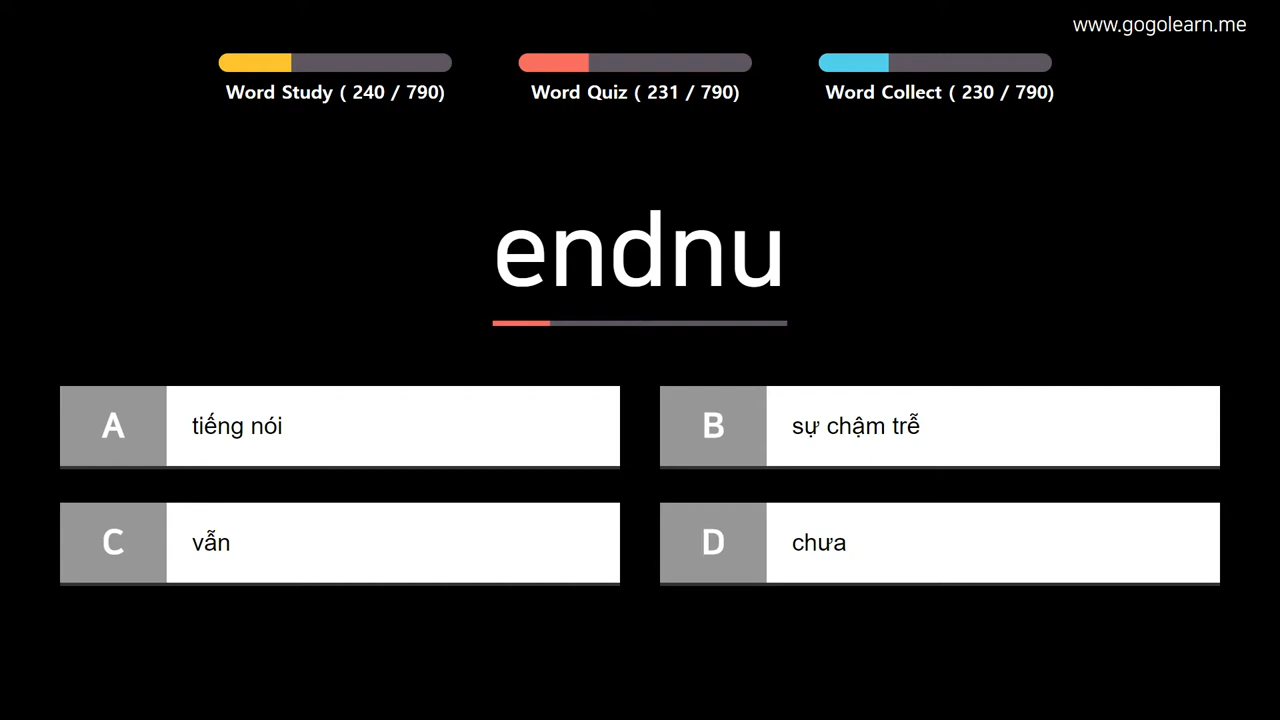 www.gogolearn.me
Word Study ( 240 / 790)
Word Quiz ( 231 / 790)
Word Collect ( 230 / 790)
endnu
A tiếng nói
B sự chậm trễ
C vẫn
D chưa